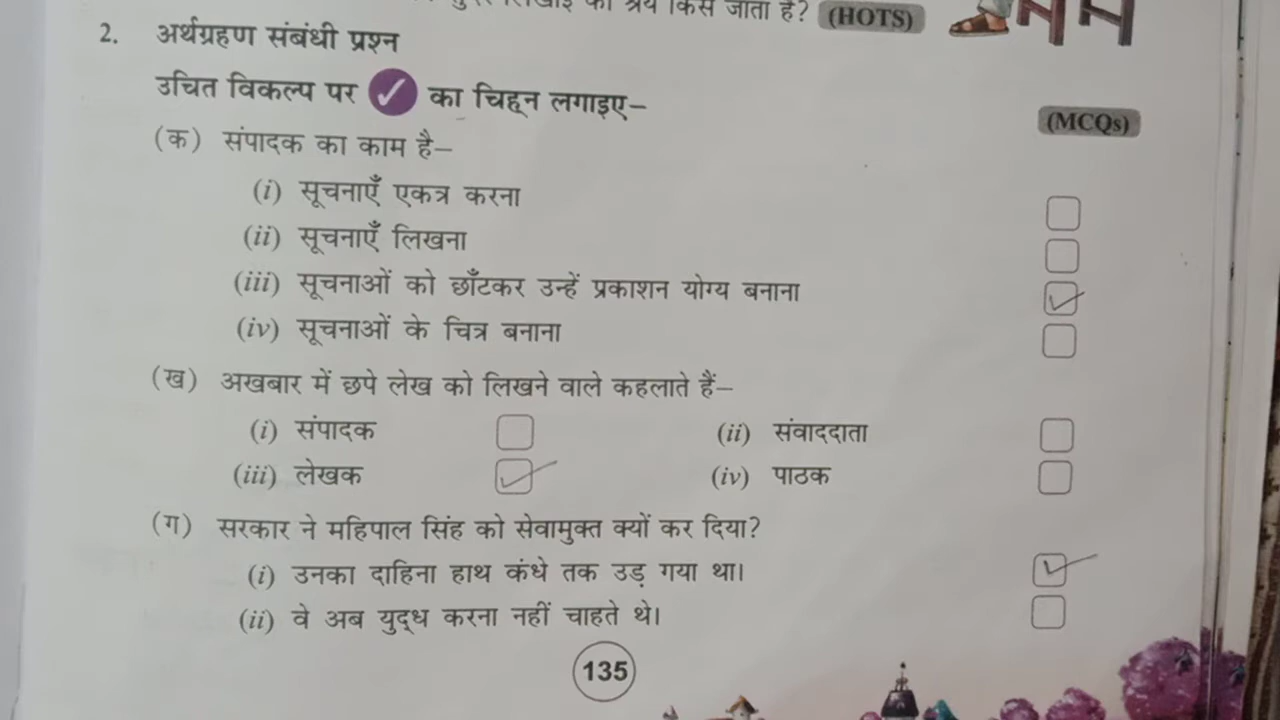 लिखाई का श्रेय किसे जाता है? (HOTS)
2. अर्थग्रहण संबंधी प्रश्न
उचित विकल्प पर ✓ का चिह्न लगाइए–
(MCQs)
(क) संपादक का काम है–
(i) सूचनाएँ एकत्र करना
(ii) सूचनाएँ लिखना
(iii) सूचनाओं को छाँटकर उन्हें प्रकाशन योग्य बनाना
(iv) सूचनाओं के चित्र बनाना
(ख) अखबार में छपे लेख को लिखने वाले कहलाते हैं–
(i) संपादक (ii) संवाददाता
(iii) लेखक (iv) पाठक
(ग) सरकार ने महिपाल सिंह को सेवामुक्त क्यों कर दिया?
(i) उनका दाहिना हाथ कंधे तक उड़ गया था।
(ii) वे अब युद्ध करना नहीं चाहते थे।
135